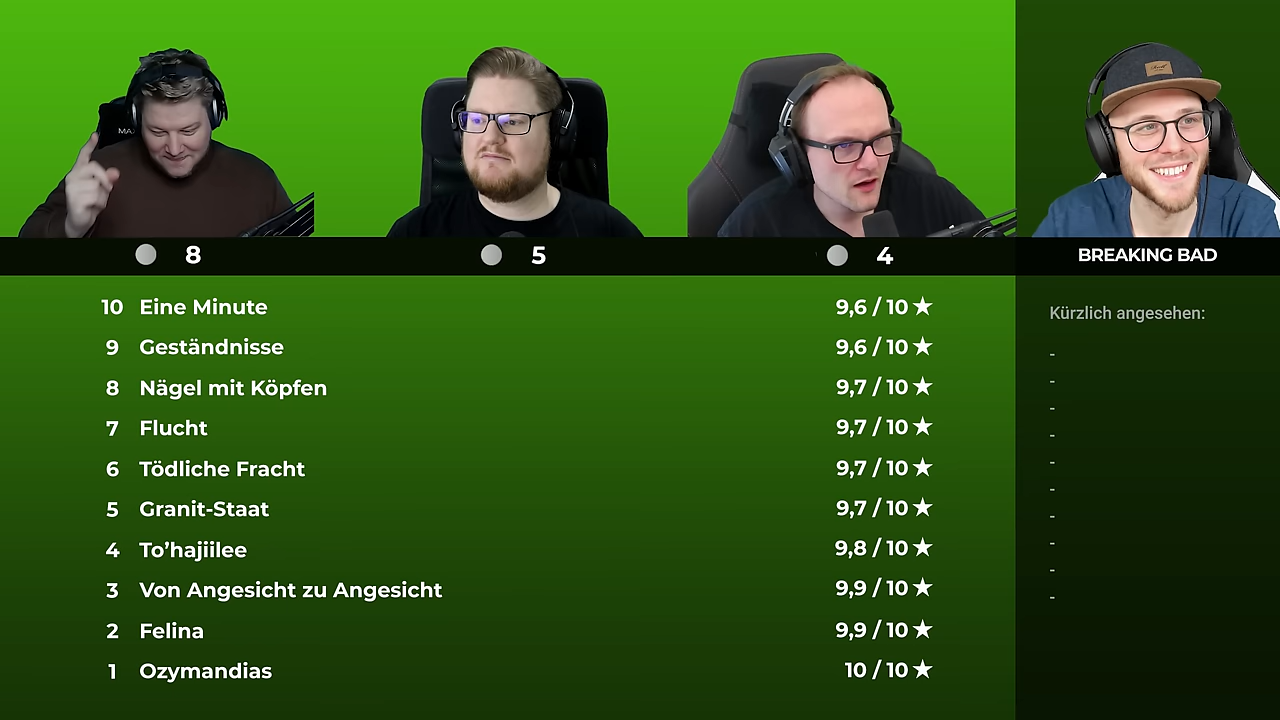 MAX
8
5
4
BREAKING BAD
10 Eine Minute 9,6 / 10 ★
9 Geständnisse 9,6 / 10 ★
8 Nägel mit Köpfen 9,7 / 10 ★
7 Flucht 9,7 / 10 ★
6 Tödliche Fracht 9,7 / 10 ★
5 Granit-Staat 9,7 / 10 ★
4 To’hajiilee 9,8 / 10 ★
3 Von Angesicht zu Angesicht 9,9 / 10 ★
2 Felina 9,9 / 10 ★
1 Ozymandias 10 / 10 ★
Kürzlich angesehen:
-
-
-
-
-
-
-
-
-
-